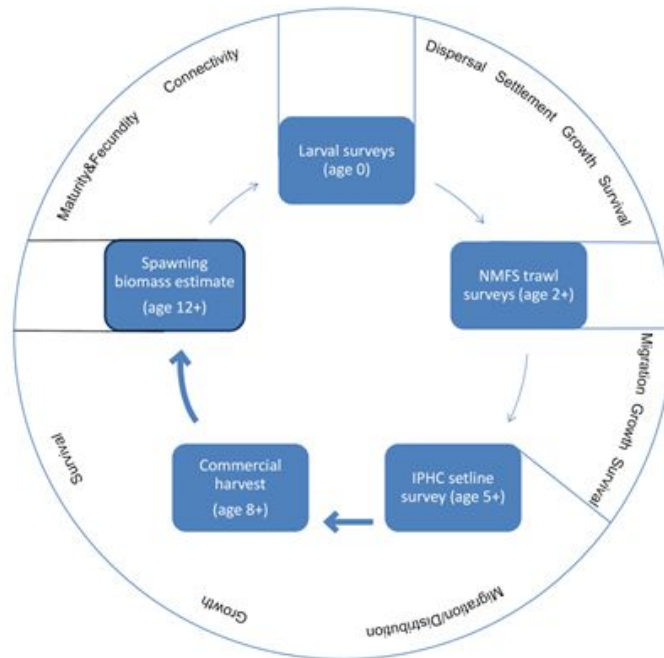 Connectivity
Maturity&Fecundity
Dispersal Settlement Growth Survival
Larval surveys
(age 0)
Spawning
biomass estimate
(age 12+)
NMFS trawl
surveys (age 2+)
Migration Growth Survival
Survival
Commercial
harvest
(age 8+)
IPHC setline
survey (age 5+)
Growth
Migration/Distribution